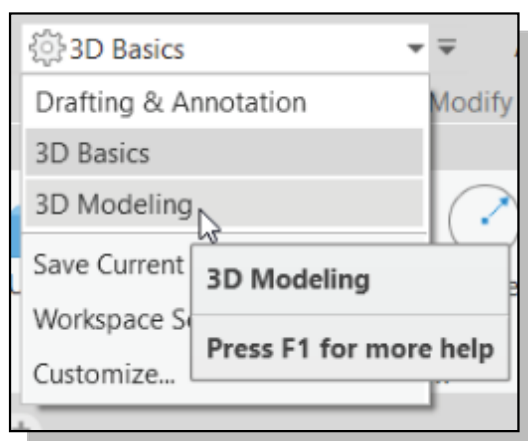 3D Basics
Drafting & Annotation
Modify
3D Basics
3D Modeling
Save Current
3D Modeling
Workspace
Press F1 for more help
Customize...